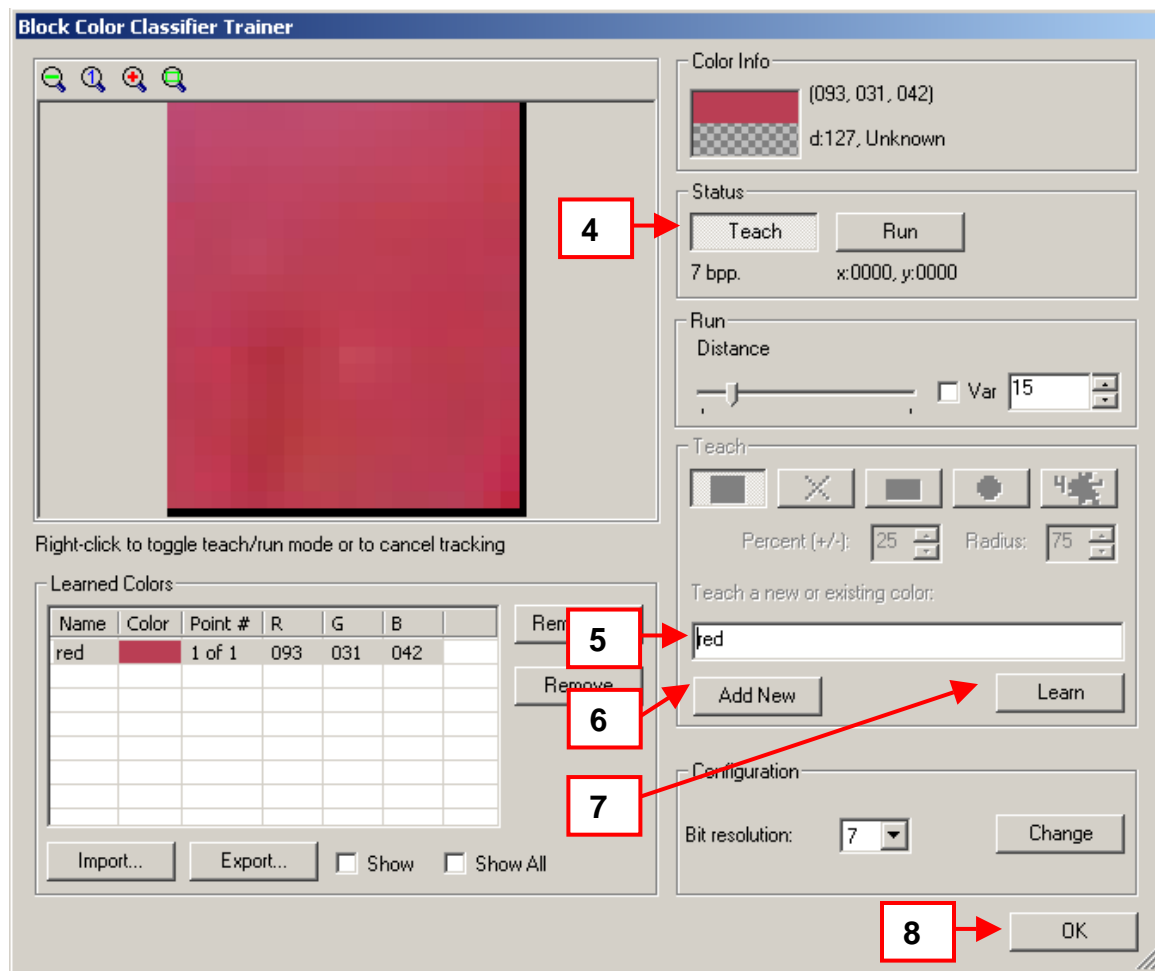 Block Color Classifier Trainer
1
Color Info
(093, 031, 042)
d:127, Unknown
Status
4
Teach Run
7 bpp. x:0000, y:0000
Run
Distance
Var 15
Teach
4
Percent (+/-): 25 Radius: 75
Teach a new or existing color:
5
red
6
Add New Learn
7
Right-click to toggle teach/run mode or to cancel tracking
Learned Colors
Name Color Point # R G B
red 1 of 1 093 031 042
Remove
Import... Export... Show Show All
Configuration
Bit resolution: 7 Change
8
OK